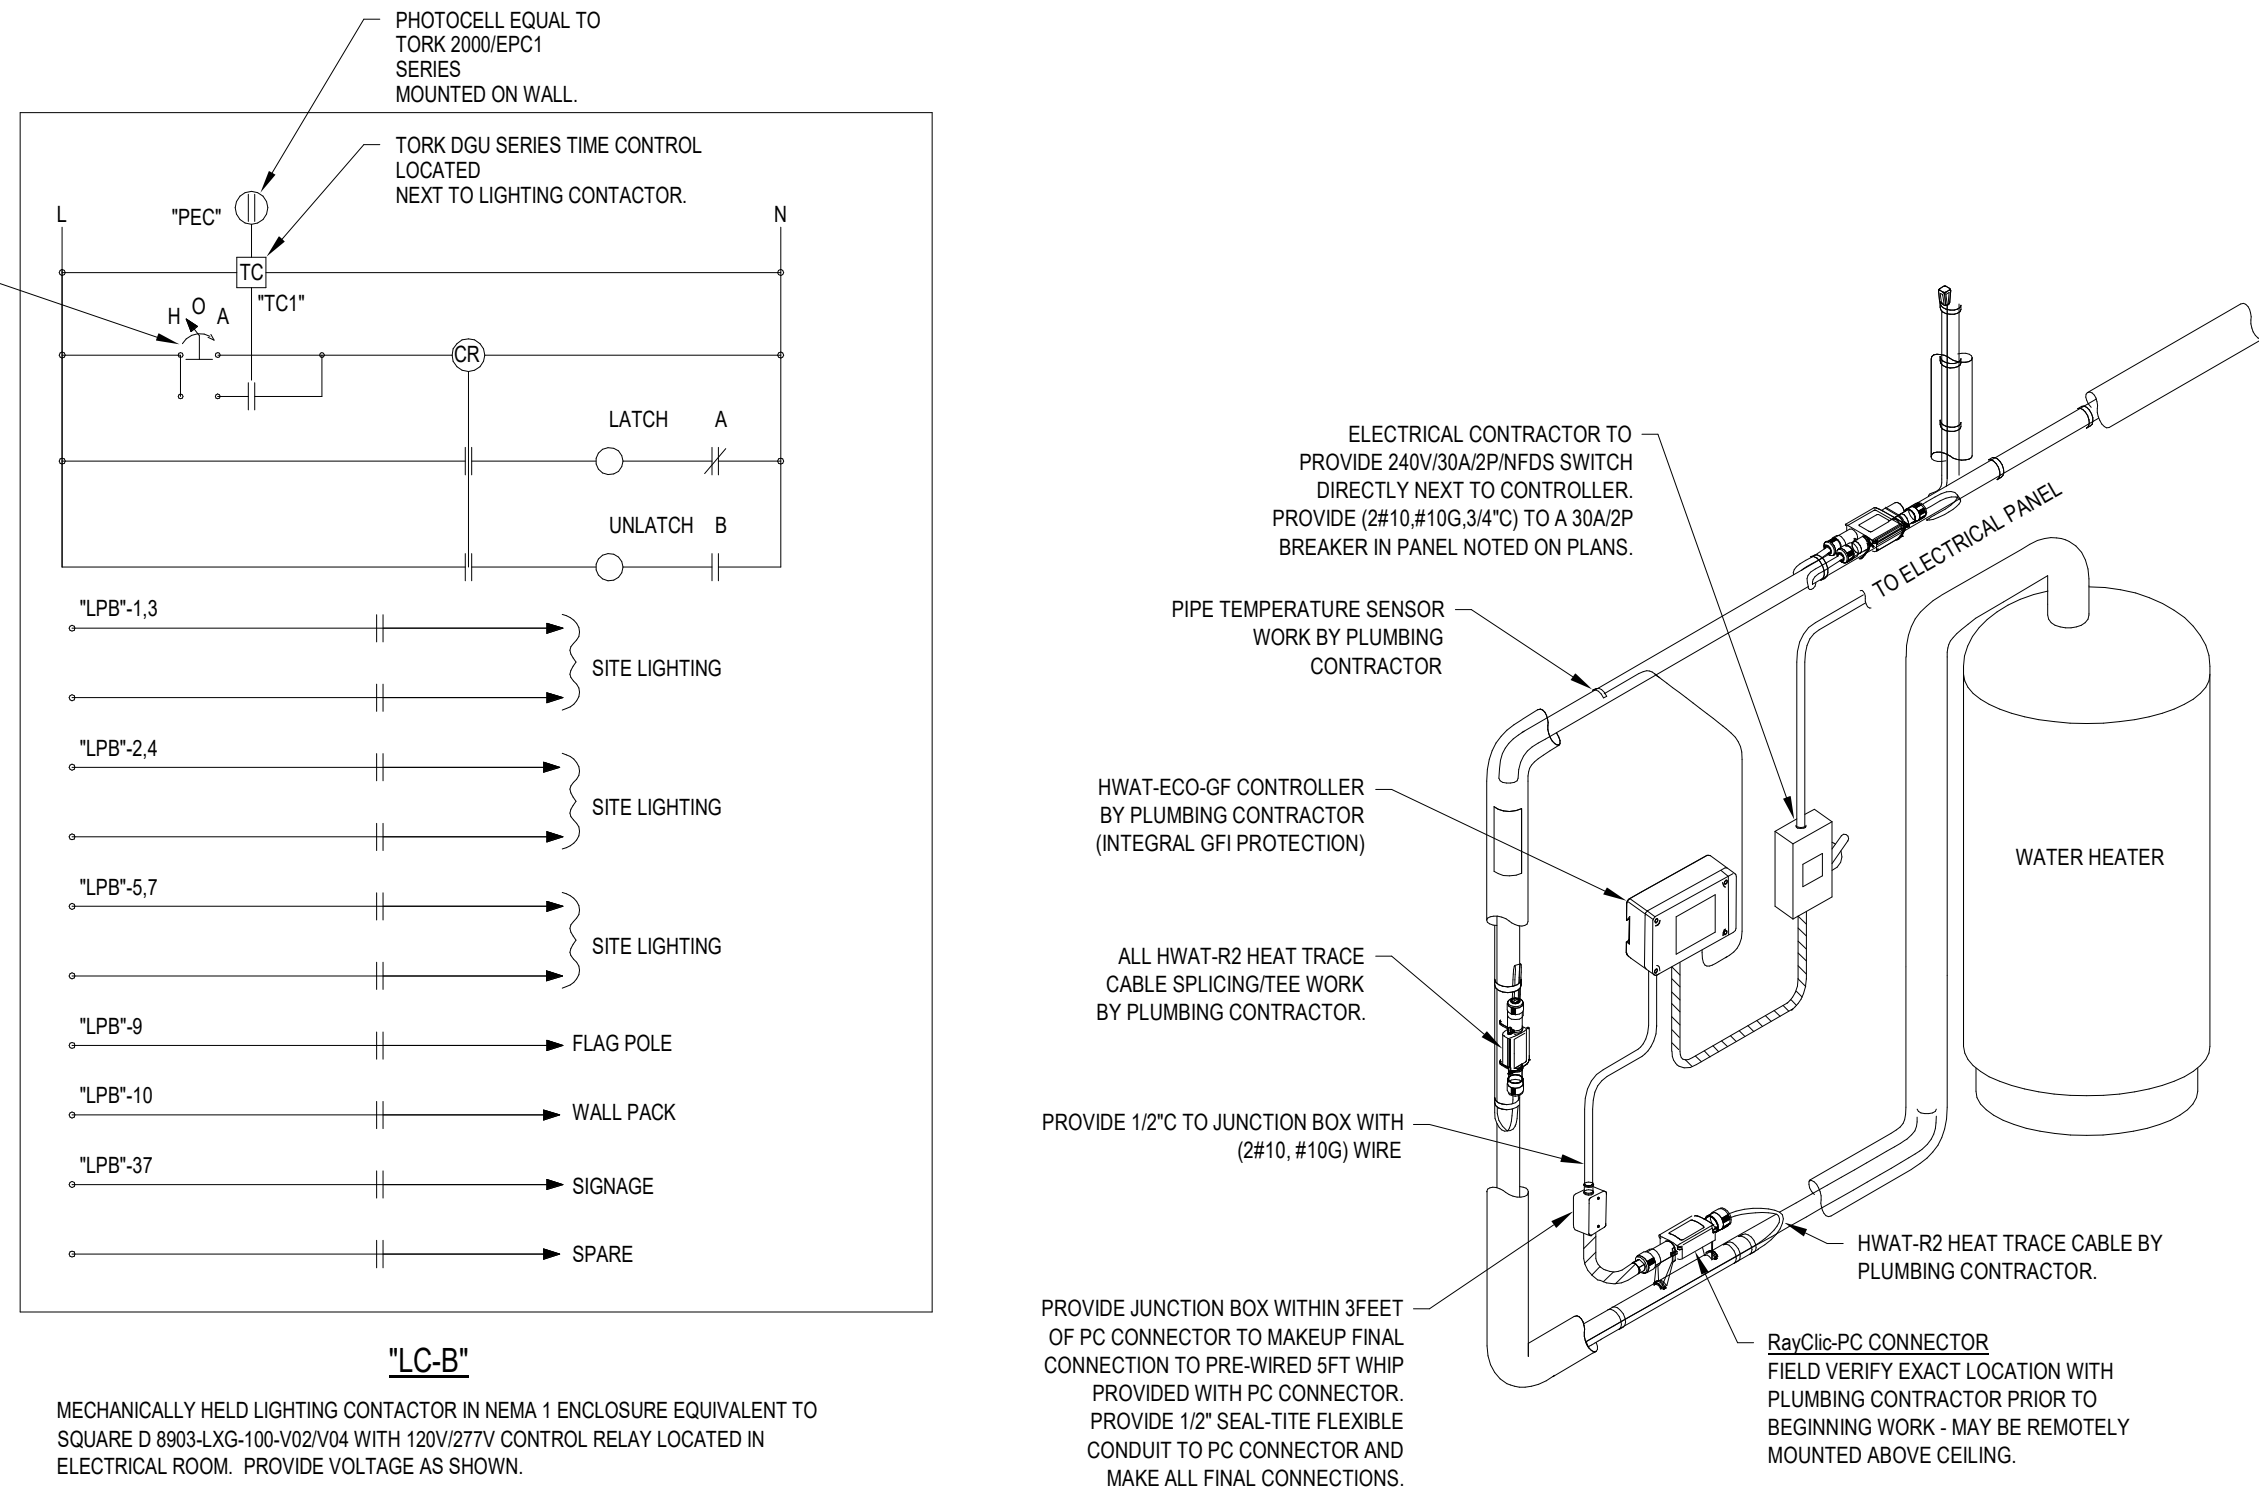 PHOTOCELL EQUAL TO
TORK 2000/EPC1
SERIES
MOUNTED ON WALL.
TORK DGU SERIES TIME CONTROL
LOCATED
NEXT TO LIGHTING CONTACTOR.
L
"PEC"
N
TC
"TC1"
H O A
CR
LATCH A
UNLATCH B
"LPB"-1,3
SITE LIGHTING
"LPB"-2,4
SITE LIGHTING
"LPB"-5,7
SITE LIGHTING
"LPB"-9
FLAG POLE
"LPB"-10
WALL PACK
"LPB"-37
SIGNAGE
SPARE
"LC-B"
MECHANICALLY HELD LIGHTING CONTACTOR IN NEMA 1 ENCLOSURE EQUIVALENT TO
SQUARE D 8903-LXG-100-V02/V04 WITH 120V/277V CONTROL RELAY LOCATED IN
ELECTRICAL ROOM. PROVIDE VOLTAGE AS SHOWN.
ELECTRICAL CONTRACTOR TO
PROVIDE 240V/30A/2P/NFDS SWITCH
DIRECTLY NEXT TO CONTROLLER.
PROVIDE (2#10,#10G,3/4"C) TO A 30A/2P
BREAKER IN PANEL NOTED ON PLANS.
TO ELECTRICAL PANEL
PIPE TEMPERATURE SENSOR
WORK BY PLUMBING
CONTRACTOR
HWAT-ECO-GF CONTROLLER
BY PLUMBING CONTRACTOR
(INTEGRAL GFI PROTECTION)
WATER HEATER
ALL HWAT-R2 HEAT TRACE
CABLE SPLICING/TEE WORK
BY PLUMBING CONTRACTOR.
PROVIDE 1/2"C TO JUNCTION BOX WITH
(2#10, #10G) WIRE
HWAT-R2 HEAT TRACE CABLE BY
PLUMBING CONTRACTOR.
PROVIDE JUNCTION BOX WITHIN 3FEET
OF PC CONNECTOR TO MAKEUP FINAL
CONNECTION TO PRE-WIRED 5FT WHIP
PROVIDED WITH PC CONNECTOR.
PROVIDE 1/2" SEAL-TITE FLEXIBLE
CONDUIT TO PC CONNECTOR AND
MAKE ALL FINAL CONNECTIONS.
RayClic-PC CONNECTOR
FIELD VERIFY EXACT LOCATION WITH
PLUMBING CONTRACTOR PRIOR TO
BEGINNING WORK - MAY BE REMOTELY
MOUNTED ABOVE CEILING.